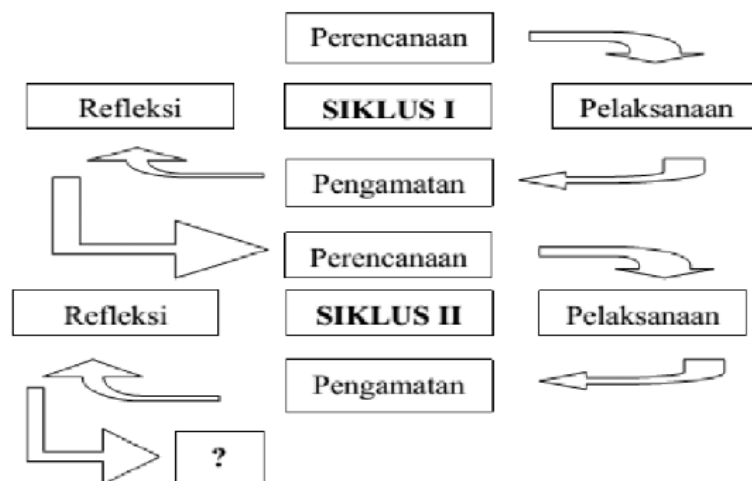 Perencanaan
Refleksi
SIKLUS I
Pelaksanaan
Pengamatan
Perencanaan
Refleksi
SIKLUS II
Pelaksanaan
Pengamatan
?